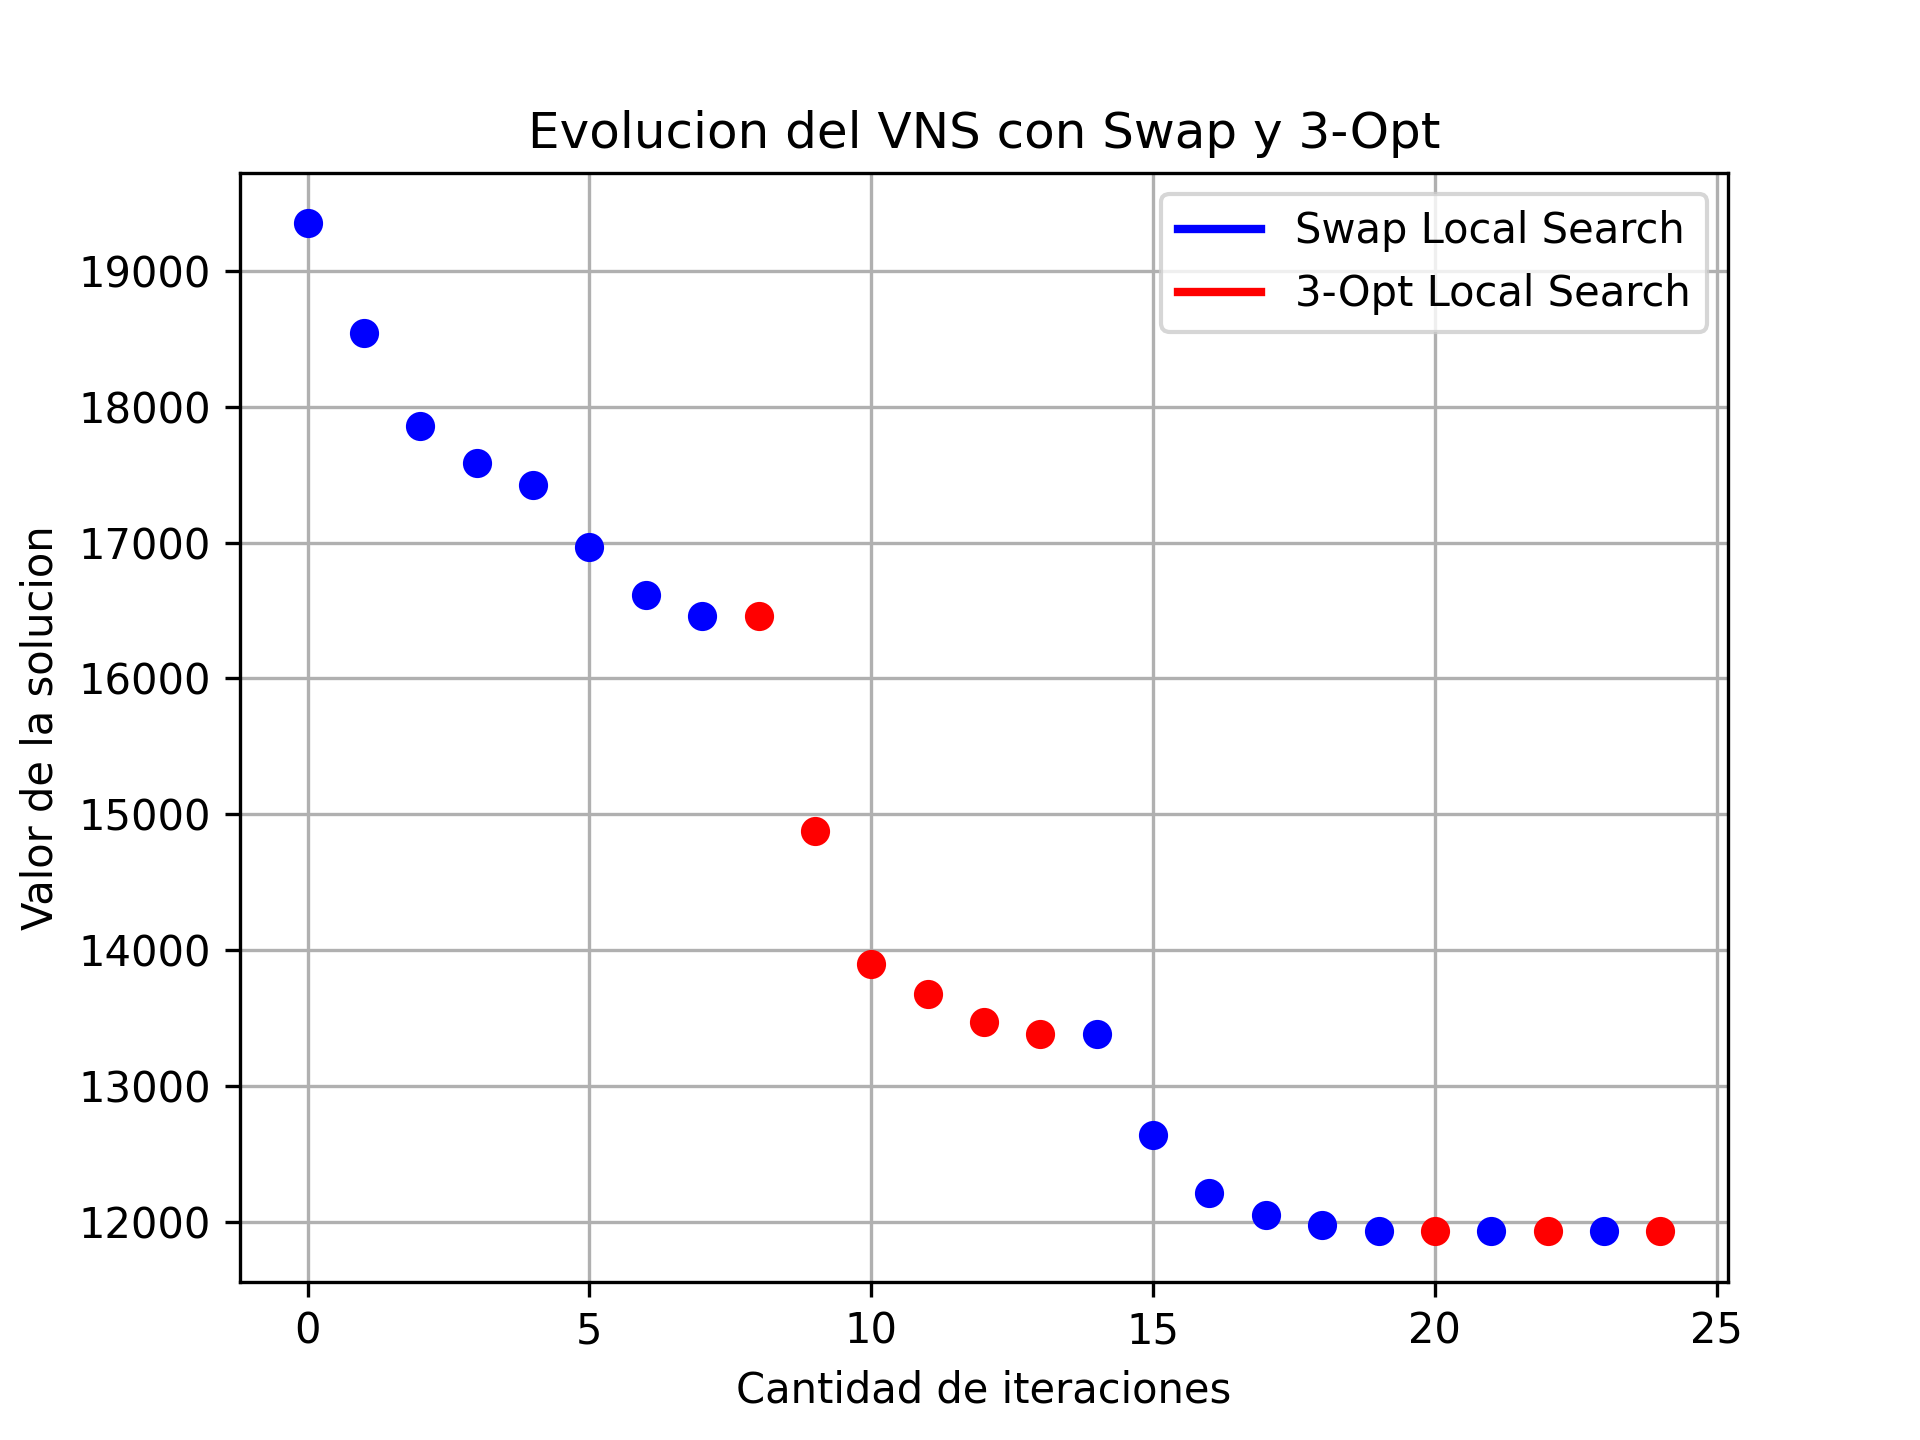 Evolucion del VNS con Swap y 3-Opt
Swap Local Search
3-Opt Local Search
Valor de la solucion
19000
18000
17000
16000
15000
14000
13000
12000
0 5 10 15 20 25
Cantidad de iteraciones